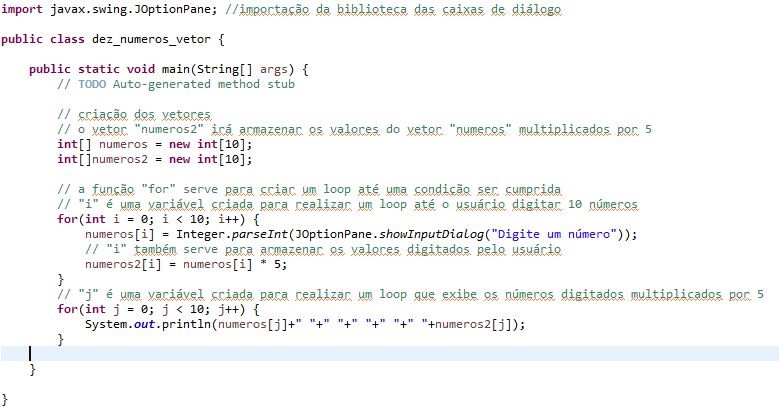 import javax.swing.JOptionPane; //importação da biblioteca das caixas de diálogo
public class dez_numeros_vetor {
public static void main(String[] args) {
// TODO Auto-generated method stub
// criação dos vetores
// o vetor "numeros2" irá armazenar os valores do vetor "numeros" multiplicados por 5
int[] numeros = new int[10];
int[]numeros2 = new int[10];
// a função "for" serve para criar um loop até uma condição ser cumprida
// "i" é uma variável criada para realizar um loop até o usuário digitar 10 números
for(int i = 0; i < 10; i++) {
numeros[i] = Integer.parseInt(JOptionPane.showInputDialog("Digite um número"));
// "i" também serve para armazenar os valores digitados pelo usuário
numeros2[i] = numeros[i] * 5;
}
// "j" é uma variável criada para realizar um loop que exibe os números digitados multiplicados por 5
for(int j = 0; j < 10; j++) {
System.out.println(numeros[j]+" "+" "+" "+" "+" "+numeros2[j]);
}
}
}